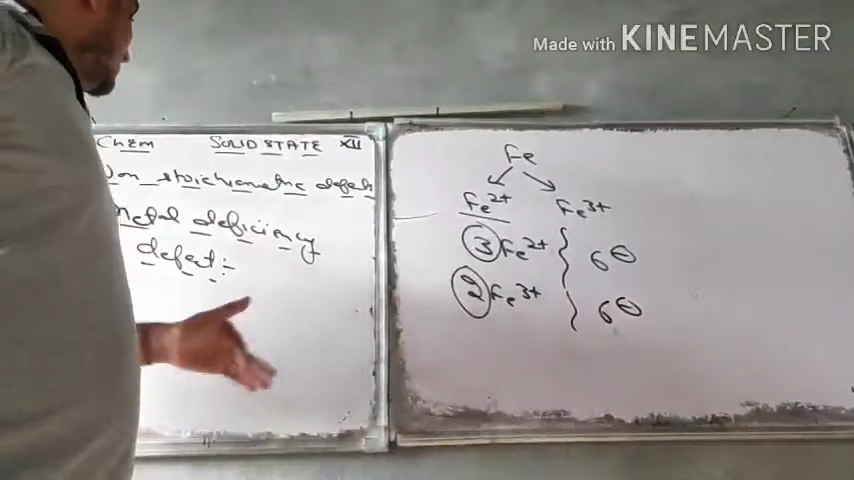 Made with KINEMASTER
Chem SOLID STATE XII
Non stoichiometric defects
Metal deficiency
defect:-
Fe
Fe2+ Fe3+
3 Fe2+ } 6⊖
2 Fe3+ } 6⊖